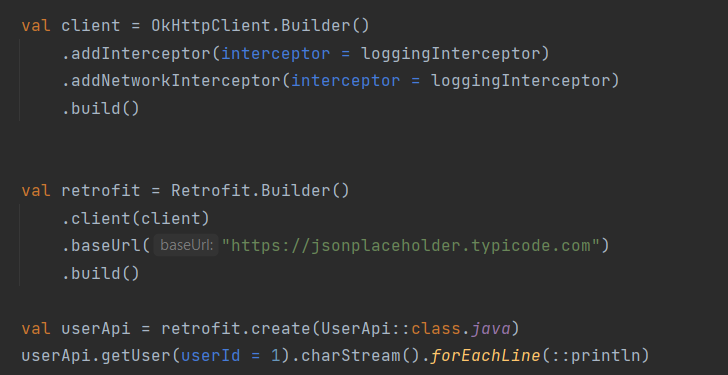 val client = OkHttpClient.Builder()
.addInterceptor(interceptor = loggingInterceptor)
.addNetworkInterceptor(interceptor = loggingInterceptor)
.build()
val retrofit = Retrofit.Builder()
.client(client)
.baseUrl( baseUrl: "https://jsonplaceholder.typicode.com")
.build()
val userApi = retrofit.create(UserApi::class.java)
userApi.getUser(userId = 1).charStream().forEachLine(::println)